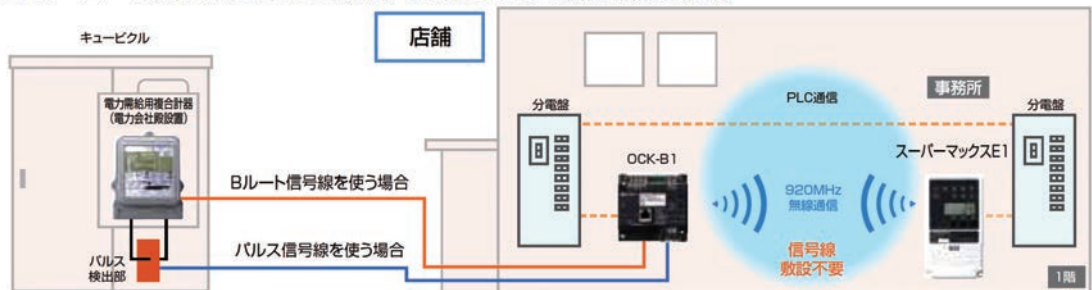 キュービクル
店舗
電力需給用複合計器
(電力会社殿設置)
分電盤
PLC通信
事務所
分電盤
OCK-B1
スーパーマックスE1
Bルート信号線を使う場合
920MHz
無線通信
パルス信号線を使う場合
パルス
検出部
信号線
敷設不要
1階